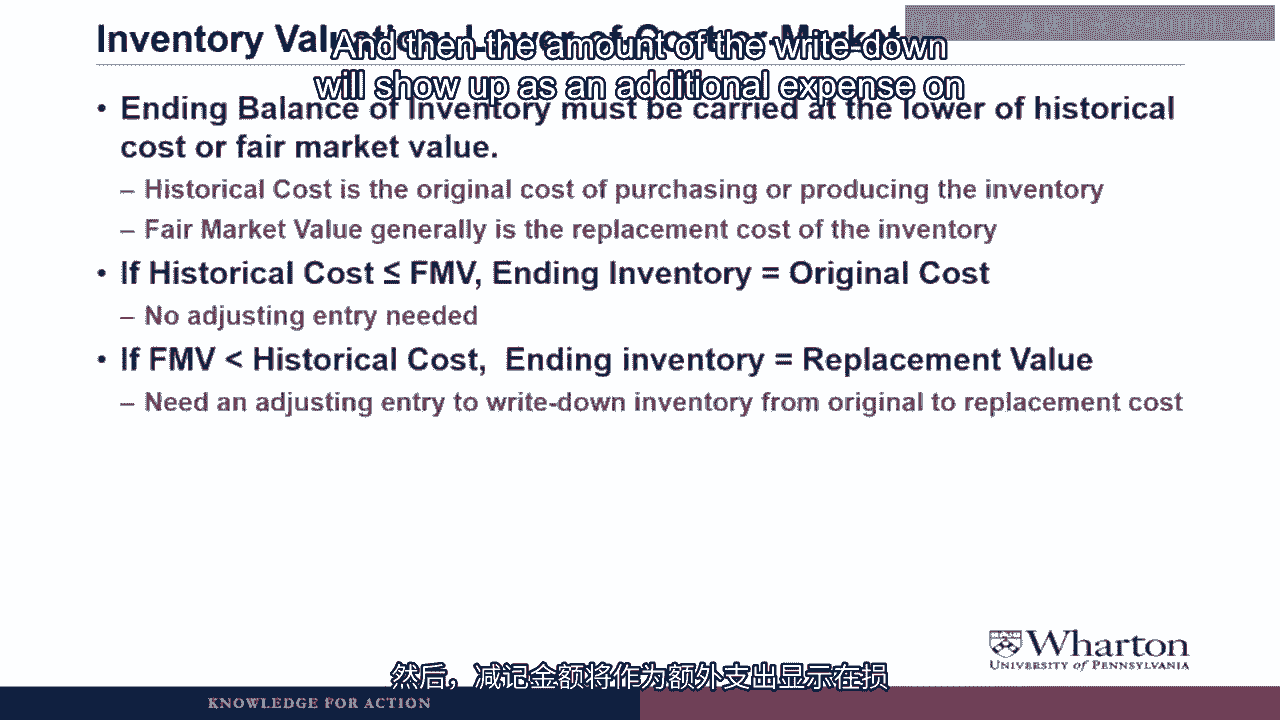 Inventory Valuation: Lower of Cost or Market
And then the amount of the write-down
will show up as an additional expense on
• Ending Balance of Inventory must be carried at the lower of historical
cost or fair market value.
– Historical Cost is the original cost of purchasing or producing the inventory
– Fair Market Value generally is the replacement cost of the inventory
• If Historical Cost ≤ FMV, Ending Inventory = Original Cost
– No adjusting entry needed
• If FMV < Historical Cost, Ending inventory = Replacement Value
– Need an adjusting entry to write-down inventory from original to replacement cost
Wharton
UNIVERSITY of PENNSYLVANIA
然后，减记金额将作为额外支出显示在损
KNOWLEDGE FOR ACTION